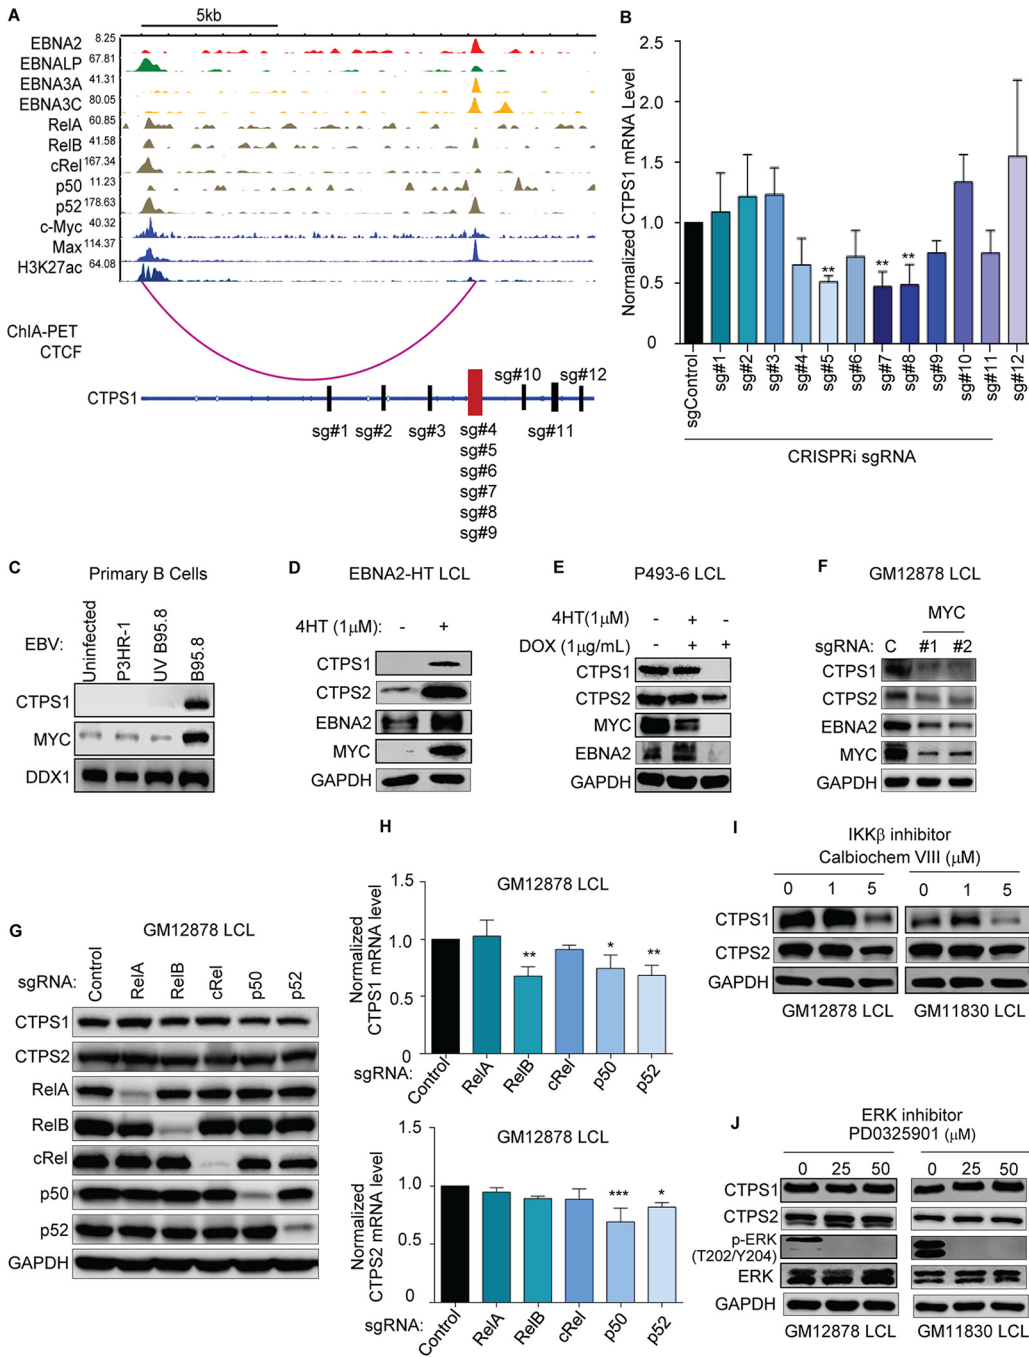 A
5kb
EBNA2 8.25
EBNALP 67.81
EBNA3A 41.31
EBNA3C 80.05
RelA 60.85
RelB 41.58
cRel 167.34
p50 11.23
p52 178.63
c-Myc 40.32
Max 114.37
H3K27ac 64.08
ChIA-PET
CTCF
sg#10 sg#12
CTPS1
sg#1 sg#2 sg#3 sg#4 sg#11
sg#5
sg#6
sg#7
sg#8
sg#9
B
Normalized CTPS1 mRNA Level
2.5
2.0
1.5
1.0
0.5
0
** ** **
sgControl sg#1 sg#2 sg#3 sg#4 sg#5 sg#6 sg#7 sg#8 sg#9 sg#10 sg#11 sg#12
CRISPRi sgRNA
C
Primary B Cells
EBV: Uninfected P3HR-1 UV B95.8 B95.8
CTPS1
MYC
DDX1
D
EBNA2-HT LCL
4HT (1µM): - +
CTPS1
CTPS2
EBNA2
MYC
GAPDH
E
P493-6 LCL
4HT(1µM) - + -
DOX (1µg/mL) - + +
CTPS1
CTPS2
MYC
EBNA2
GAPDH
F
GM12878 LCL
MYC
sgRNA: C #1 #2
CTPS1
CTPS2
EBNA2
MYC
GAPDH
G
GM12878 LCL
sgRNA: Control RelA RelB cRel p50 p52
CTPS1
CTPS2
RelA
RelB
cRel
p50
p52
GAPDH
H
GM12878 LCL
Normalized
CTPS1 mRNA level
1.5
1.0
0.5
0
** * **
sgRNA: Control RelA RelB cRel p50 p52
GM12878 LCL
Normalized
CTPS2 mRNA level
1.5
1.0
0.5
0
*** *
sgRNA: Control RelA RelB cRel p50 p52
I
IKKβ inhibitor
Calbiochem VIII (µM)
0 1 5 0 1 5
CTPS1
CTPS2
GAPDH
GM12878 LCL GM11830 LCL
J
ERK inhibitor
PD0325901 (µM)
0 25 50 0 25 50
CTPS1
CTPS2
p-ERK
(T202/Y204)
ERK
GAPDH
GM12878 LCL GM11830 LCL